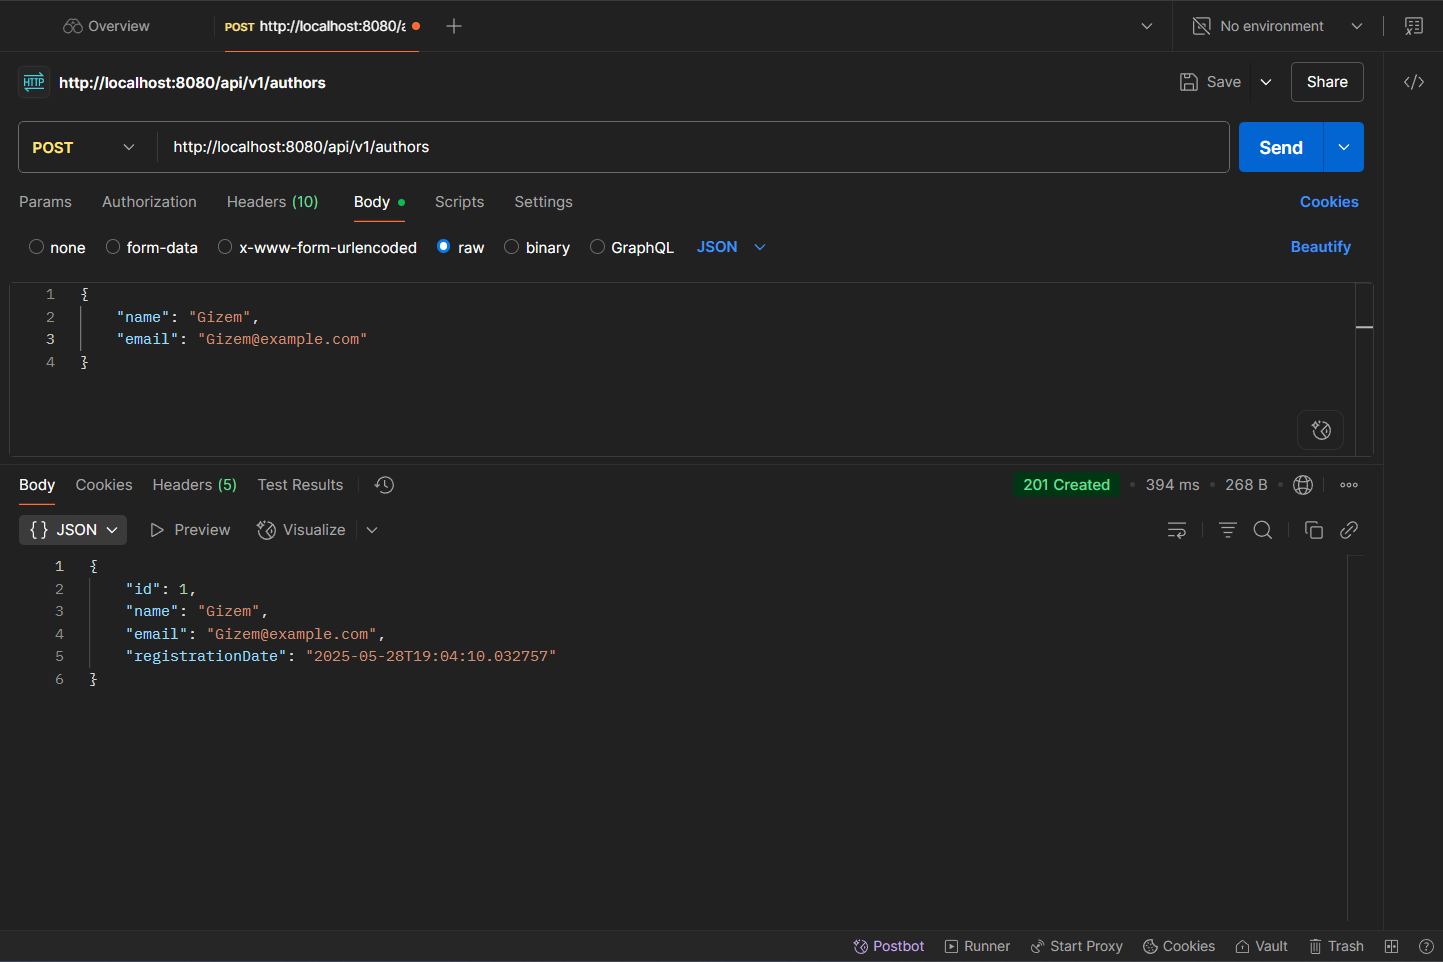 Overview POST http://localhost:8080/a No environment
HTTP http://localhost:8080/api/v1/authors Save Share
POST http://localhost:8080/api/v1/authors Send
Params Authorization Headers (10) Body Scripts Settings Cookies
none form-data x-www-form-urlencoded raw binary GraphQL JSON Beautify
1 {
2 "name": "Gizem",
3 "email": "Gizem@example.com"
4 }
Body Cookies Headers (5) Test Results 201 Created • 394 ms • 268 B •
{} JSON Preview Visualize
1 {
2 "id": 1,
3 "name": "Gizem",
4 "email": "Gizem@example.com",
5 "registrationDate": "2025-05-28T19:04:10.032757"
6 }
Postbot Runner Start Proxy Cookies Vault Trash